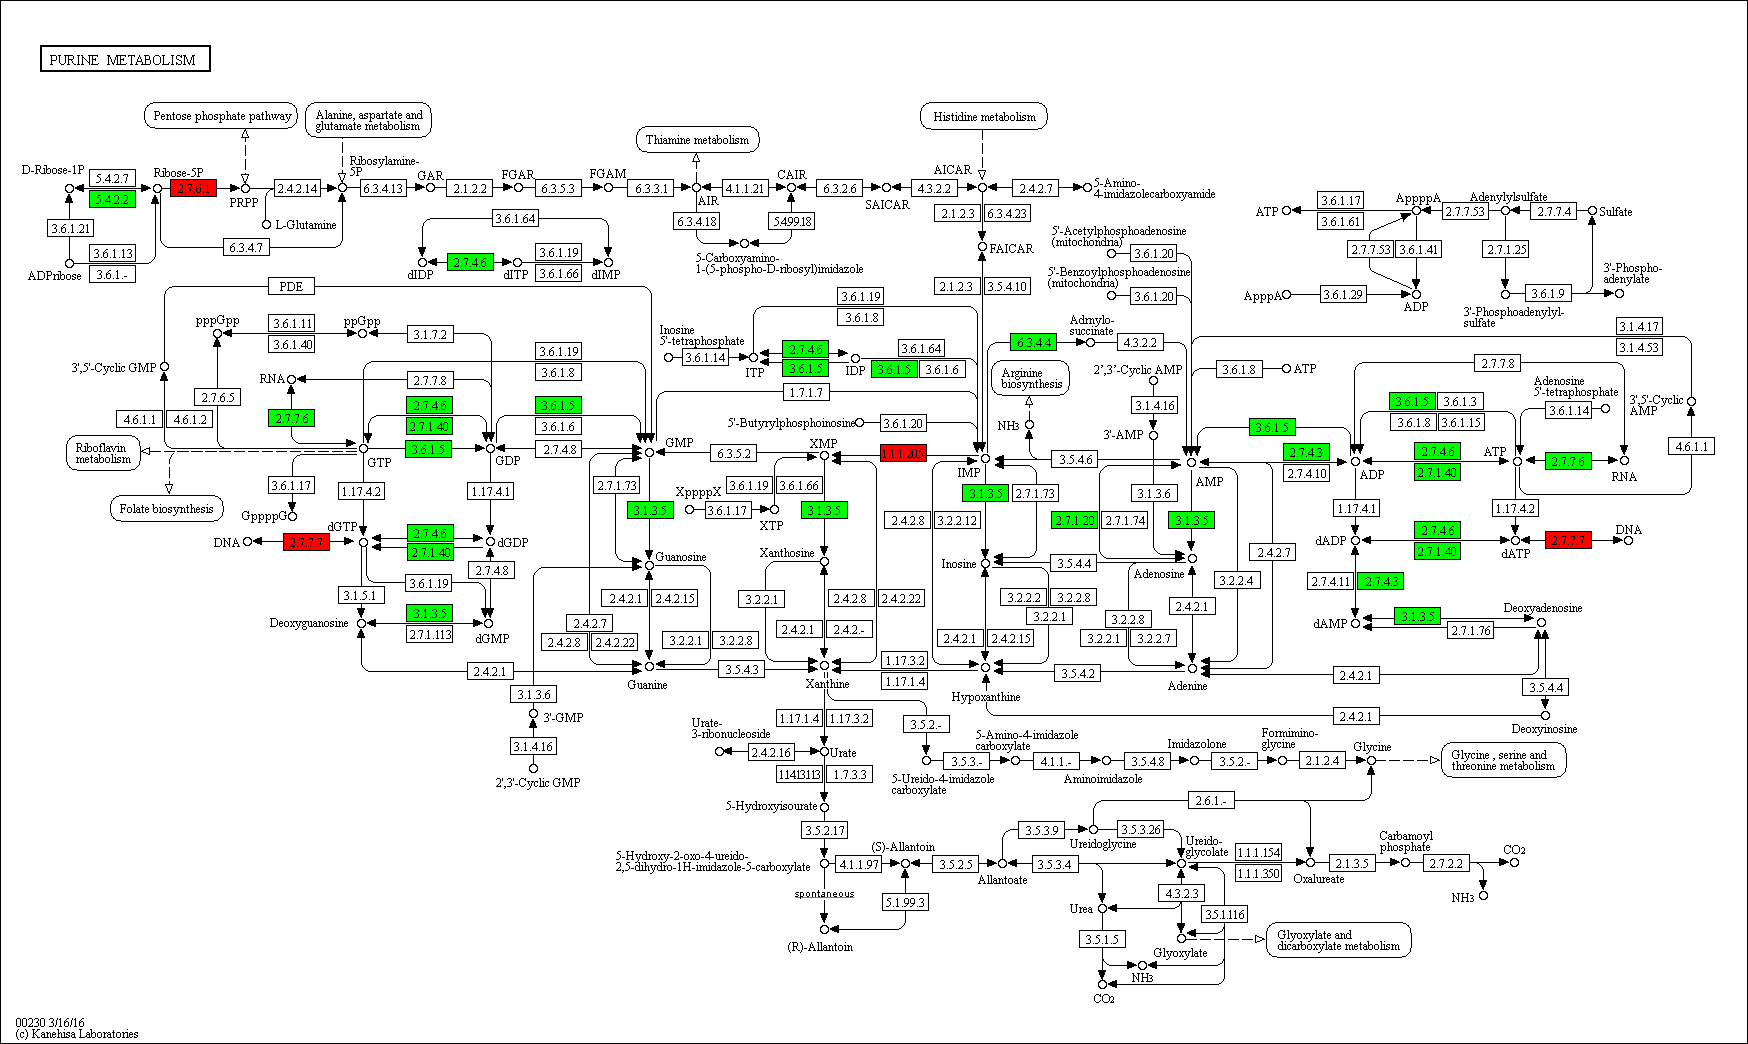 PURINE METABOLISM
Pentose phosphate pathway
Alanine, aspartate and
glutamate metabolism
Thiamine metabolism
Histidine metabolism
D-Ribose-1P
5.4.2.7
5.4.2.2
Ribose-5P
2.7.6.1
PRPP
2.4.2.14
Ribosylamine-
5P
6.3.4.13
GAR
2.1.2.2
FGAR
6.3.5.3
FGAM
6.3.3.1
AIR
4.1.1.21
CAIR
6.3.2.6
SAICAR
4.3.2.2
AICAR
2.4.2.7
5-Amino-
4-imidazolecarboxyamide
3.6.1.21
ADPribose
3.6.1.13
3.6.1.-
L-Glutamine
6.3.4.7
3.6.1.64
dIDP
2.7.4.6
dITP
3.6.1.19
3.6.1.66
dIMP
6.3.4.18
5.4.99.18
5-Carboxyamino-
1-(5-phospho-D-ribosyl)imidazole
2.1.2.3
6.3.4.23
FAICAR
2.1.2.3
3.5.4.10
5'-Acetylphosphoadenosine
(mitochondria)
3.6.1.20
5'-Benzoylphosphoadenosine
(mitochondria)
3.6.1.20
ATP
3.6.1.17
3.6.1.61
AppppA
2.7.7.53
Adenylylsulfate
2.7.7.4
Sulfate
2.7.7.53
3.6.1.41
2.7.1.25
ApppA
3.6.1.29
ADP
3'-Phosphoadenylyl-
sulfate
3.6.1.9
3'-Phospho-
adenylate
PDE
pppGpp
3.6.1.11
3.6.1.40
ppGpp
3.1.7.2
3',5'-Cyclic GMP
RNA
2.7.7.8
2.7.6.5
3.6.1.19
3.6.1.8
4.6.1.1
4.6.1.2
2.7.7.6
2.7.4.6
2.7.1.40
3.6.1.5
3.6.1.5
3.6.1.6
2.7.4.8
GTP
GDP
GMP
Riboflavin
metabolism
Folate biosynthesis
Inosine
5'-tetraphosphate
3.6.1.14
ITP
2.7.4.6
3.6.1.5
IDP
3.6.1.19
3.6.1.8
3.6.1.64
3.6.1.5
3.6.1.6
1.7.1.7
5'-Butyrylphosphoinosine
3.6.1.20
6.3.5.2
XMP
1.1.1.205
IMP
6.3.4.4
Adrnylo-
succinate
4.3.2.2
Arginine
biosynthesis
NH3
2',3'-Cyclic AMP
3.1.4.16
3'-AMP
3.5.4.6
AMP
3.6.1.8
ATP
2.7.7.8
3.1.4.17
3.1.4.53
Adenosine
5'-tetraphosphate
3.6.1.14
3',5'-Cyclic
AMP
4.6.1.1
3.6.1.5
3.6.1.3
3.6.1.8
3.6.1.15
3.6.1.5
2.7.4.3
2.7.4.10
ADP
2.7.4.6
2.7.1.40
ATP
2.7.7.6
RNA
3.6.1.17
GppppG
1.17.4.2
1.17.4.1
DNA
2.7.7.7
dGTP
2.7.4.6
2.7.1.40
dGDP
2.7.4.8
3.6.1.19
3.1.5.1
Deoxyguanosine
3.1.3.5
2.7.1.113
dGMP
2.4.2.1
2.7.1.73
3.1.3.5
Guanosine
2.4.2.1
2.4.2.15
2.4.2.7
2.4.2.8
2.4.2.22
3.2.2.1
3.2.2.8
Guanine
3.5.4.3
XppppX
3.6.1.17
XTP
3.6.1.19
3.6.1.66
3.1.3.5
Xanthosine
3.2.2.1
2.4.2.8
2.4.2.22
2.4.2.1
2.4.2.-
Xanthine
1.17.3.2
1.17.1.4
3.1.3.5
2.7.1.73
2.4.2.8
3.2.2.12
Inosine
3.5.4.4
3.2.2.2
3.2.2.8
3.2.2.1
2.4.2.1
2.4.2.15
Hypoxanthine
3.5.4.2
3.1.3.6
2.7.1.20
2.7.1.74
3.1.3.5
Adenosine
2.4.2.7
3.2.2.4
2.4.2.1
3.2.2.8
3.2.2.1
3.2.2.7
Adenine
2.4.2.1
2.4.2.1
1.17.4.1
1.17.4.2
dADP
2.7.4.6
2.7.1.40
dATP
2.7.7.7
DNA
2.7.4.11
2.7.4.3
dAMP
3.1.3.5
2.7.1.76
Deoxyadenosine
3.5.4.4
Deoxyinosine
3.1.3.6
3'-GMP
3.1.4.16
2',3'-Cyclic GMP
Urate-
3-ribonucleoside
2.4.2.16
1.17.1.4
1.17.3.2
Urate
1.14.13.113
1.7.3.3
5-Hydroxyisourate
3.5.2.17
5-Hydroxy-2-oxo-4-ureido-
2,5-dihydro-1H-imidazole-5-carboxylate
4.1.1.97
spontaneous
(R)-Allantoin
5.1.99.3
(S)-Allantoin
3.5.2.5
Allantoate
3.5.2.-
5-Ureido-4-imidazole
carboxylate
3.5.3.-
5-Amino-4-imidazole
carboxylate
4.1.1.-
Aminoimidazole
3.5.4.8
Imidazolone
3.5.2.-
Formimino-
glycine
2.1.2.4
Glycine
Glycine , serine and
threonine metabolism
2.6.1.-
3.5.3.9
Ureidoglycine
3.5.3.26
3.5.3.4
Ureido-
glycolate
1.1.1.154
1.1.1.350
Oxalureate
2.1.3.5
Carbamoyl
phosphate
2.7.2.2
CO2
NH3
Urea
4.3.2.3
3.5.1.116
3.5.1.5
Glyoxylate
Glyoxylate and
dicarboxylate metabolism
NH3
CO2
00230 3/16/16
(c) Kanehisa Laboratories